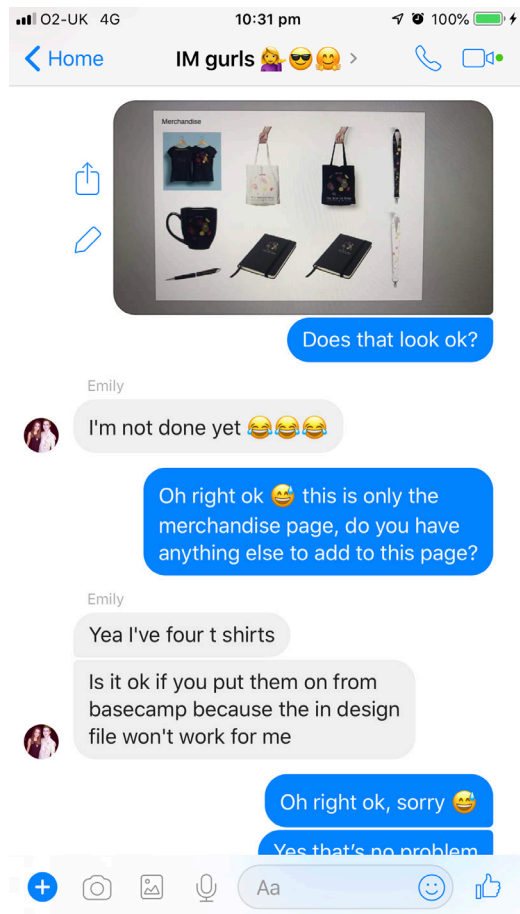 O2-UK 4G 10:31 pm 100%
Home IM gurls 💁‍♀️😎🤗 >
Merchandise
Does that look ok?
Emily
I'm not done yet 😂😂😂
Oh right ok 😅 this is only the
merchandise page, do you have
anything else to add to this page?
Emily
Yea I've four t shirts
Is it ok if you put them on from
basecamp because the in design
file won't work for me
Oh right ok, sorry 😅
Yes that's no problem
Aa